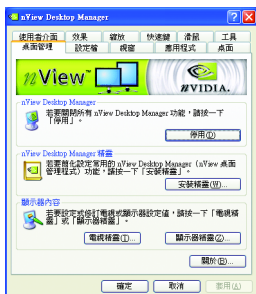 nView Desktop Manager
使用者介面 效果 縮放 快速鍵 滑鼠 工具
桌面管理 設定檔 視窗 應用程式 桌面
nView
NVIDIA.
nView Desktop Manager
若要關閉所有 nView Desktop Manager 功能，請按一下「停用」。
停用(D)
nView Desktop Manager 精靈
若要簡化設定常用的 nView Desktop Manager（nView 桌面
管理程式）功能，請按一下「安裝精靈」。
安裝精靈(W)...
顯示器內容
若要設定或修訂電視或顯示器設定值，請按一下「電視精
靈」或「顯示器精靈」。
電視精靈(T)...
顯示器精靈(Z)...
關於(B)...
確定 取消 套用(A)